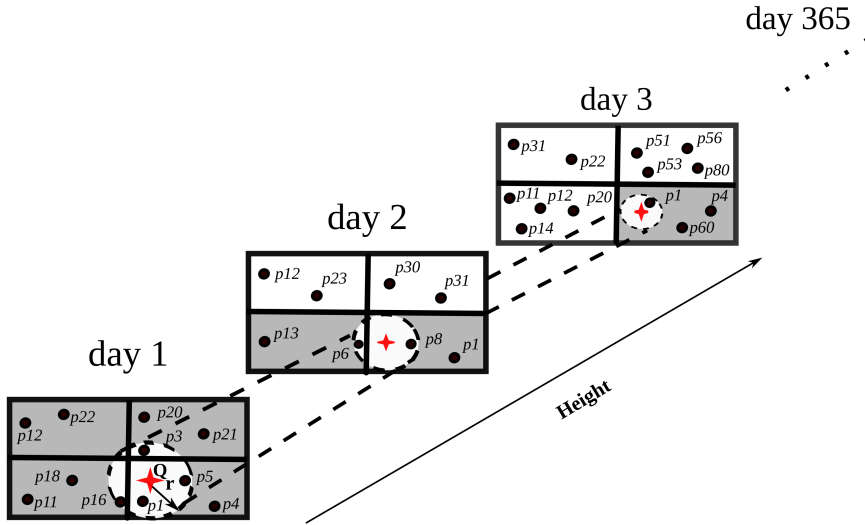 day 365
day 3
p31
p22
p51
p56
p53
p80
p11
p12
p20
p14
p1
p4
p60
day 2
p12
p23
p30
p31
p13
p6
p8
p1
day 1
p12
p22
p20
p21
p3
p18
p11
p16
Q
r
p1
p5
p4
Height